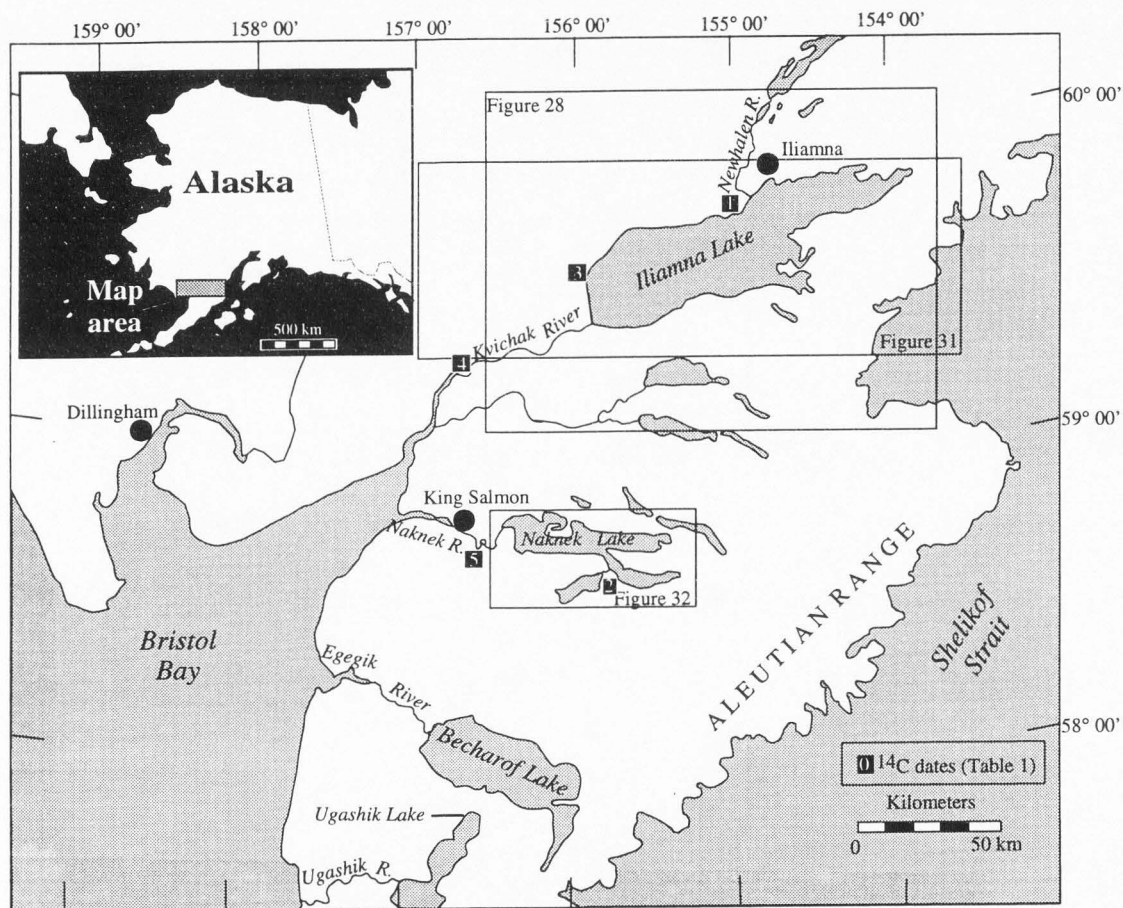 159° 00'
158° 00'
157° 00'
156° 00'
155° 00'
154° 00'
60° 00'
59° 00'
58° 00'
Alaska
Map
area
500 km
Figure 28
Newhalen R.
Iliamna
1
Iliamna Lake
3
Figure 31
Kvichak River
4
Dillingham
King Salmon
Naknek R.
5
Naknek Lake
2
Figure 32
Bristol
Bay
ALEUTIAN RANGE
Shelikof
Strait
Egegik
River
Becharof Lake
Ugashik Lake
Ugashik R.
0 14C dates (Table 1)
Kilometers
0 50 km